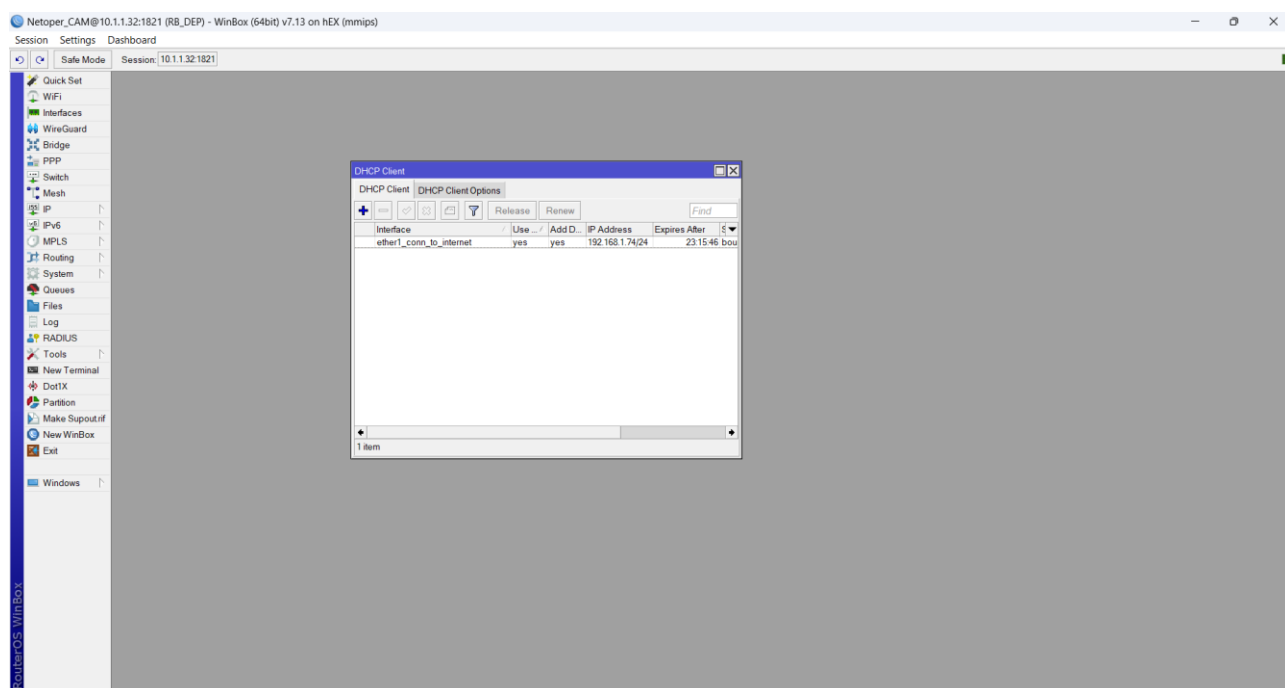 Netoper_CAM@10.1.1.32:1821 (RB_DEP) - WinBox (64bit) v7.13 on hEX (mmips)
Session Settings Dashboard
Safe Mode Session: 10.1.1.32:1821
Quick Set
WiFi
Interfaces
WireGuard
Bridge
PPP
Switch
Mesh
IP
IPv6
MPLS
Routing
System
Queues
Files
Log
RADIUS
Tools
New Terminal
Dot1X
Partition
Make Supout.rif
New WinBox
Exit
Windows
RouterOS WinBox
DHCP Client
DHCP Client DHCP Client Options
Release Renew Find
Interface Use ... Add D... IP Address Expires After S
ether1_conn_to_internet yes yes 192.168.1.74/24 23:15:46 bou
1 item